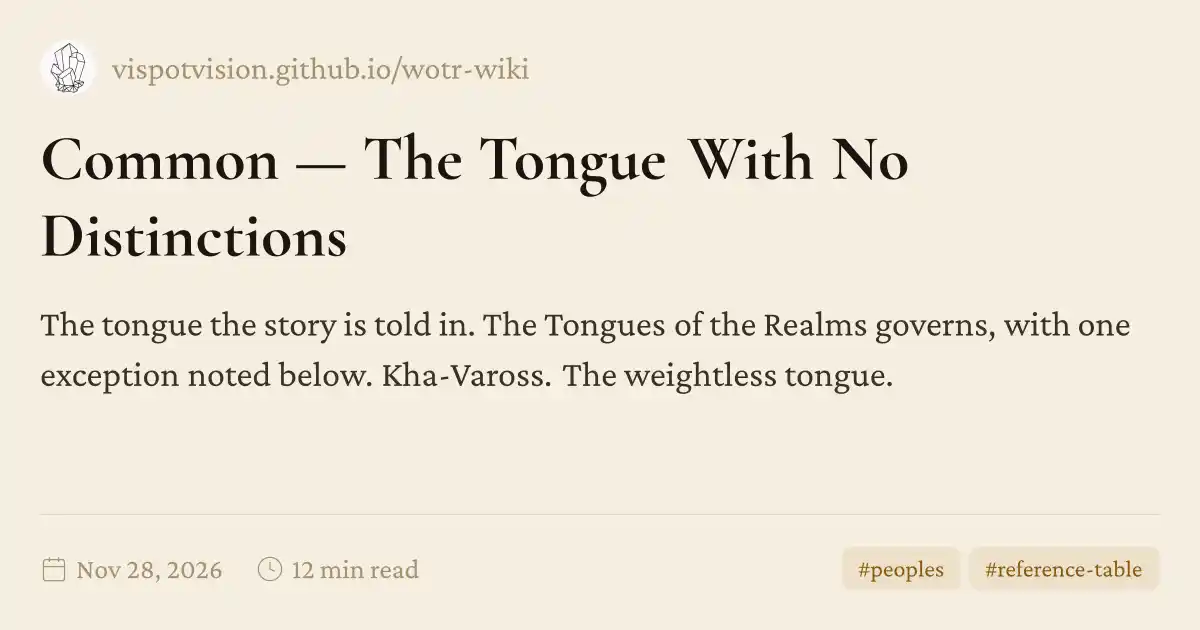 vispotvision.github.io/wotr-wiki
Common — The Tongue With No
Distinctions
The tongue the story is told in. The Tongues of the Realms governs, with one
exception noted below. Kha-Vaross. The weightless tongue.
Nov 28, 2026
12 min read
#peoples
#reference-table